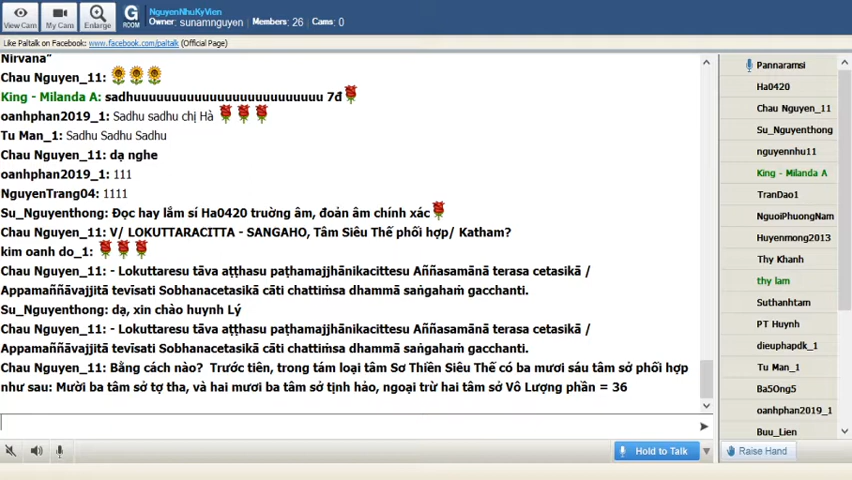 View Cam
My Cam
Enlarge
G
ROOM
NguyenNhuKyVien
Owner: sunamnguyen Members: 26 Cams: 0
Like Paltalk on Facebook: www.facebook.com/paltalk (Official Page)
Nirvana"
Chau Nguyen_11:
King - Milanda A: sadhuuuuuuuuuuuuuuuuuuuuuuuuu 7đ
oanhphan2019_1: Sadhu sadhu chị Hà
Tu Man_1: Sadhu Sadhu Sadhu
Chau Nguyen_11: dạ nghe
oanhphan2019_1: 111
NguyenTrang04: 1111
Su_Nguyenthong: Đọc hay lắm sí Ha0420 truờng âm, đoản âm chính xác
Chau Nguyen_11: V/ LOKUTTARACITTA - SANGAHO, Tâm Siêu Thế phối hợp/ Katham?
kim oanh do_1:
Chau Nguyen_11: - Lokuttaresu tāva aṭṭhasu paṭhamajjhānikacittesu Aññasamānā terasa cetasikā /
Appamaññāvajjitā tevīsati Sobhanacetasikā cāti chattiṁsa dhammā saṅgahaṁ gacchanti.
Su_Nguyenthong: dạ, xin chào huynh Lý
Chau Nguyen_11: - Lokuttaresu tāva aṭṭhasu paṭhamajjhānikacittesu Aññasamānā terasa cetasikā /
Appamaññāvajjitā tevīsati Sobhanacetasikā cāti chattiṁsa dhammā saṅgahaṁ gacchanti.
Chau Nguyen_11: Bằng cách nào? Trước tiên, trong tám loại tâm Sơ Thiền Siêu Thế có ba mươi sáu tâm sở phối hợp
như sau: Mười ba tâm sở tợ tha, và hai mươi ba tâm sở tịnh hảo, ngoại trừ hai tâm sở Vô Lượng phần = 36
Hold to Talk
Pannaramsi
Ha0420
Chau Nguyen_11
Su_Nguyenthong
nguyennhu11
King - Milanda A
TranDao1
NguoiPhuongNam
Huyenmong2013
Thy Khanh
thy lam
Suthanhtam
PT Huynh
dieuphapdk_1
Tu Man_1
Ba5Ong5
oanhphan2019_1
Buu_Lien
Raise Hand